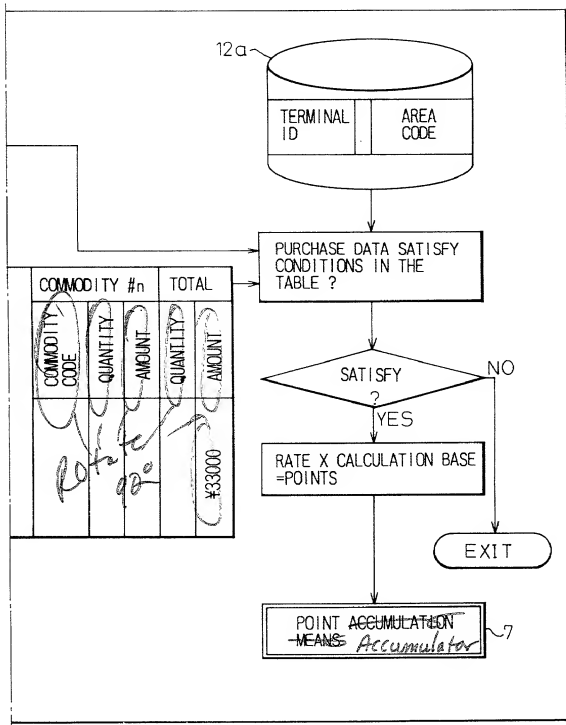 12a
TERMINAL ID
AREA CODE
PURCHASE DATA SATISFY
CONDITIONS IN THE
TABLE ?
COMMODITY #n
TOTAL
COMMODITY CODE
QUANTITY
AMOUNT
QUANTITY
AMOUNT
¥33000
Rotate
90°
SATISFY
?
NO
YES
RATE X CALCULATION BASE
=POINTS
EXIT
POINT ACCUMULATION
MEANS Accumulator
7